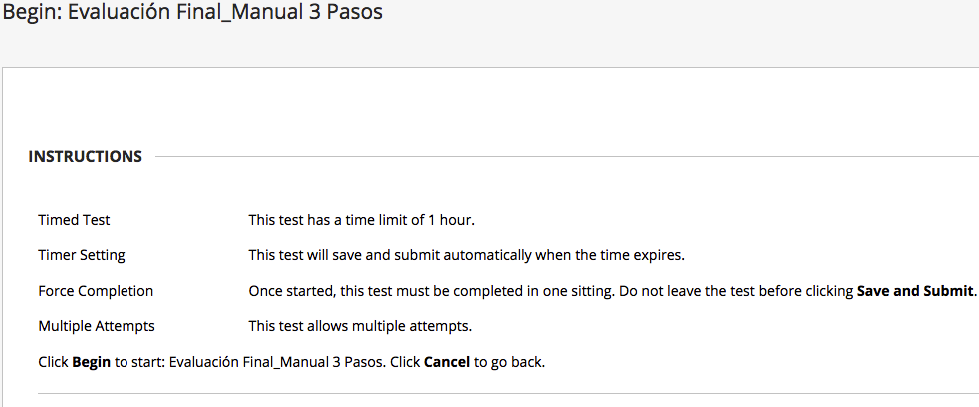 Begin: Evaluación Final_Manual 3 Pasos
INSTRUCTIONS
Timed Test This test has a time limit of 1 hour.
Timer Setting This test will save and submit automatically when the time expires.
Force Completion Once started, this test must be completed in one sitting. Do not leave the test before clicking Save and Submit.
Multiple Attempts This test allows multiple attempts.
Click Begin to start: Evaluación Final_Manual 3 Pasos. Click Cancel to go back.